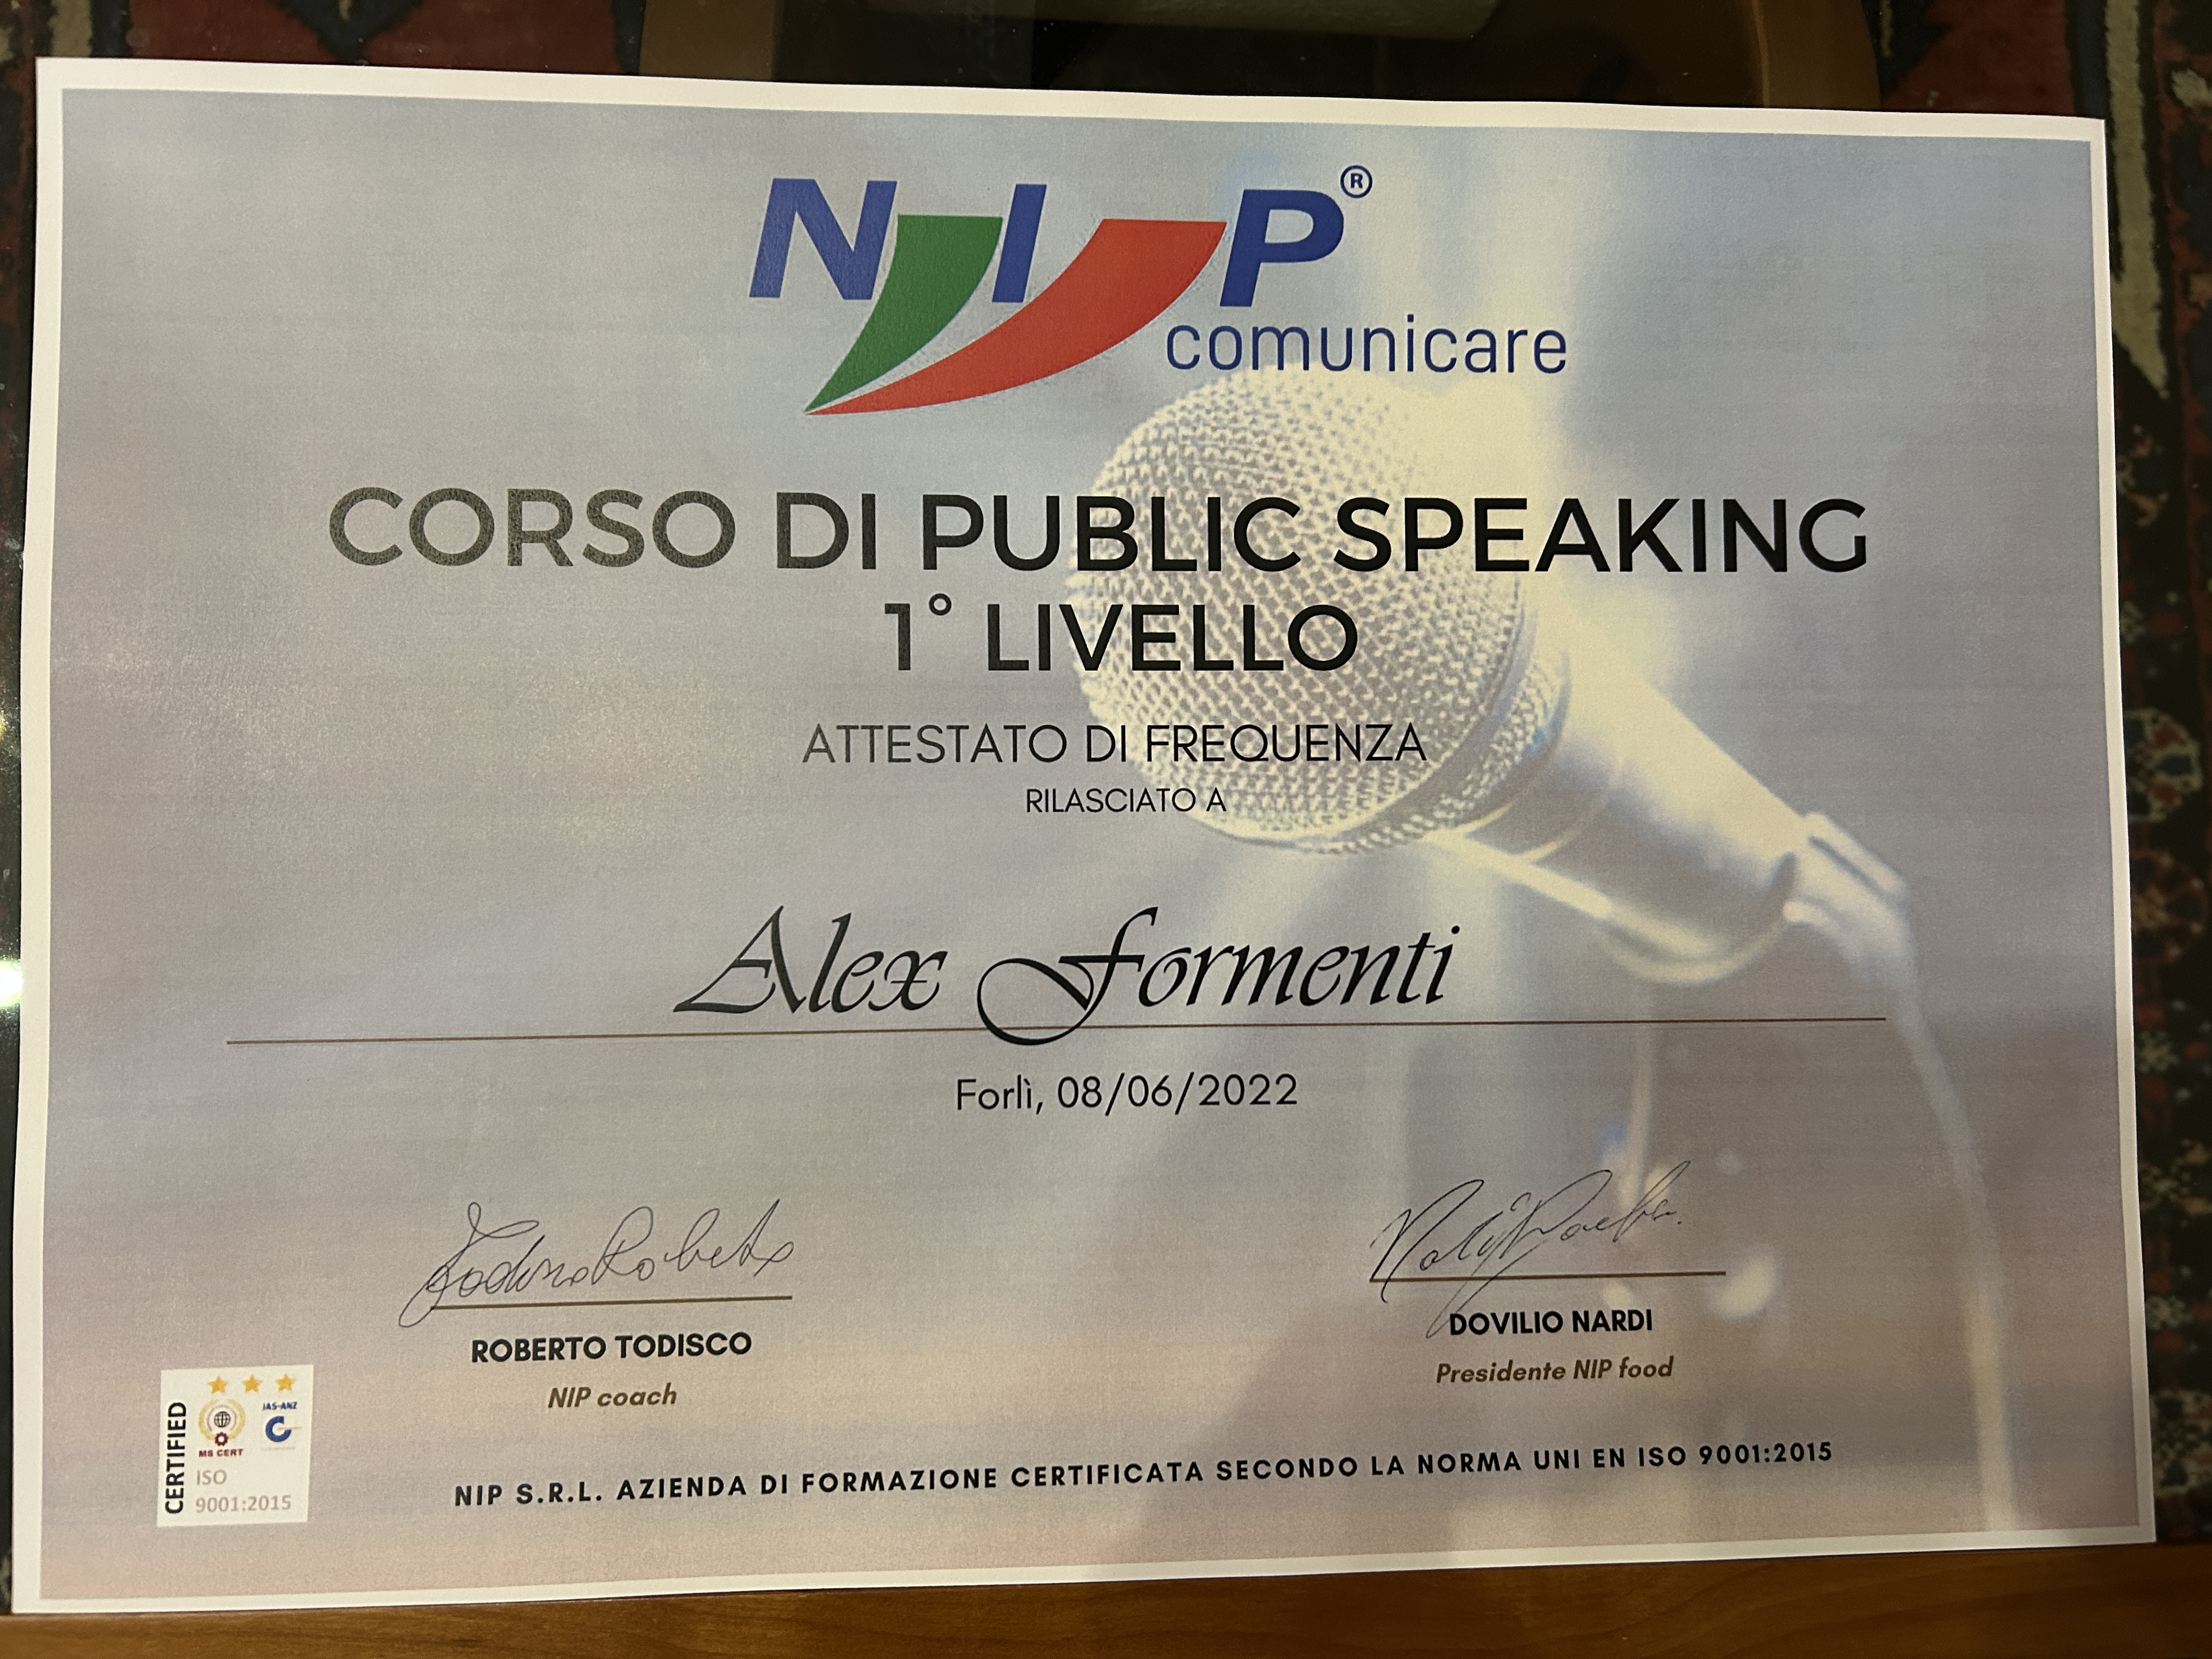 NIP®
comunicare
CORSO DI PUBLIC SPEAKING
1° LIVELLO
ATTESTATO DI FREQUENZA
RILASCIATO A
Alex Formenti
Forlì, 08/06/2022
Todisco Roberto
ROBERTO TODISCO
NIP coach
DOVILIO NARDI
Presidente NIP food
CERTIFIED
MS CERT
JAS-ANZ
ISO
9001:2015
NIP S.R.L. AZIENDA DI FORMAZIONE CERTIFICATA SECONDO LA NORMA UNI EN ISO 9001:2015